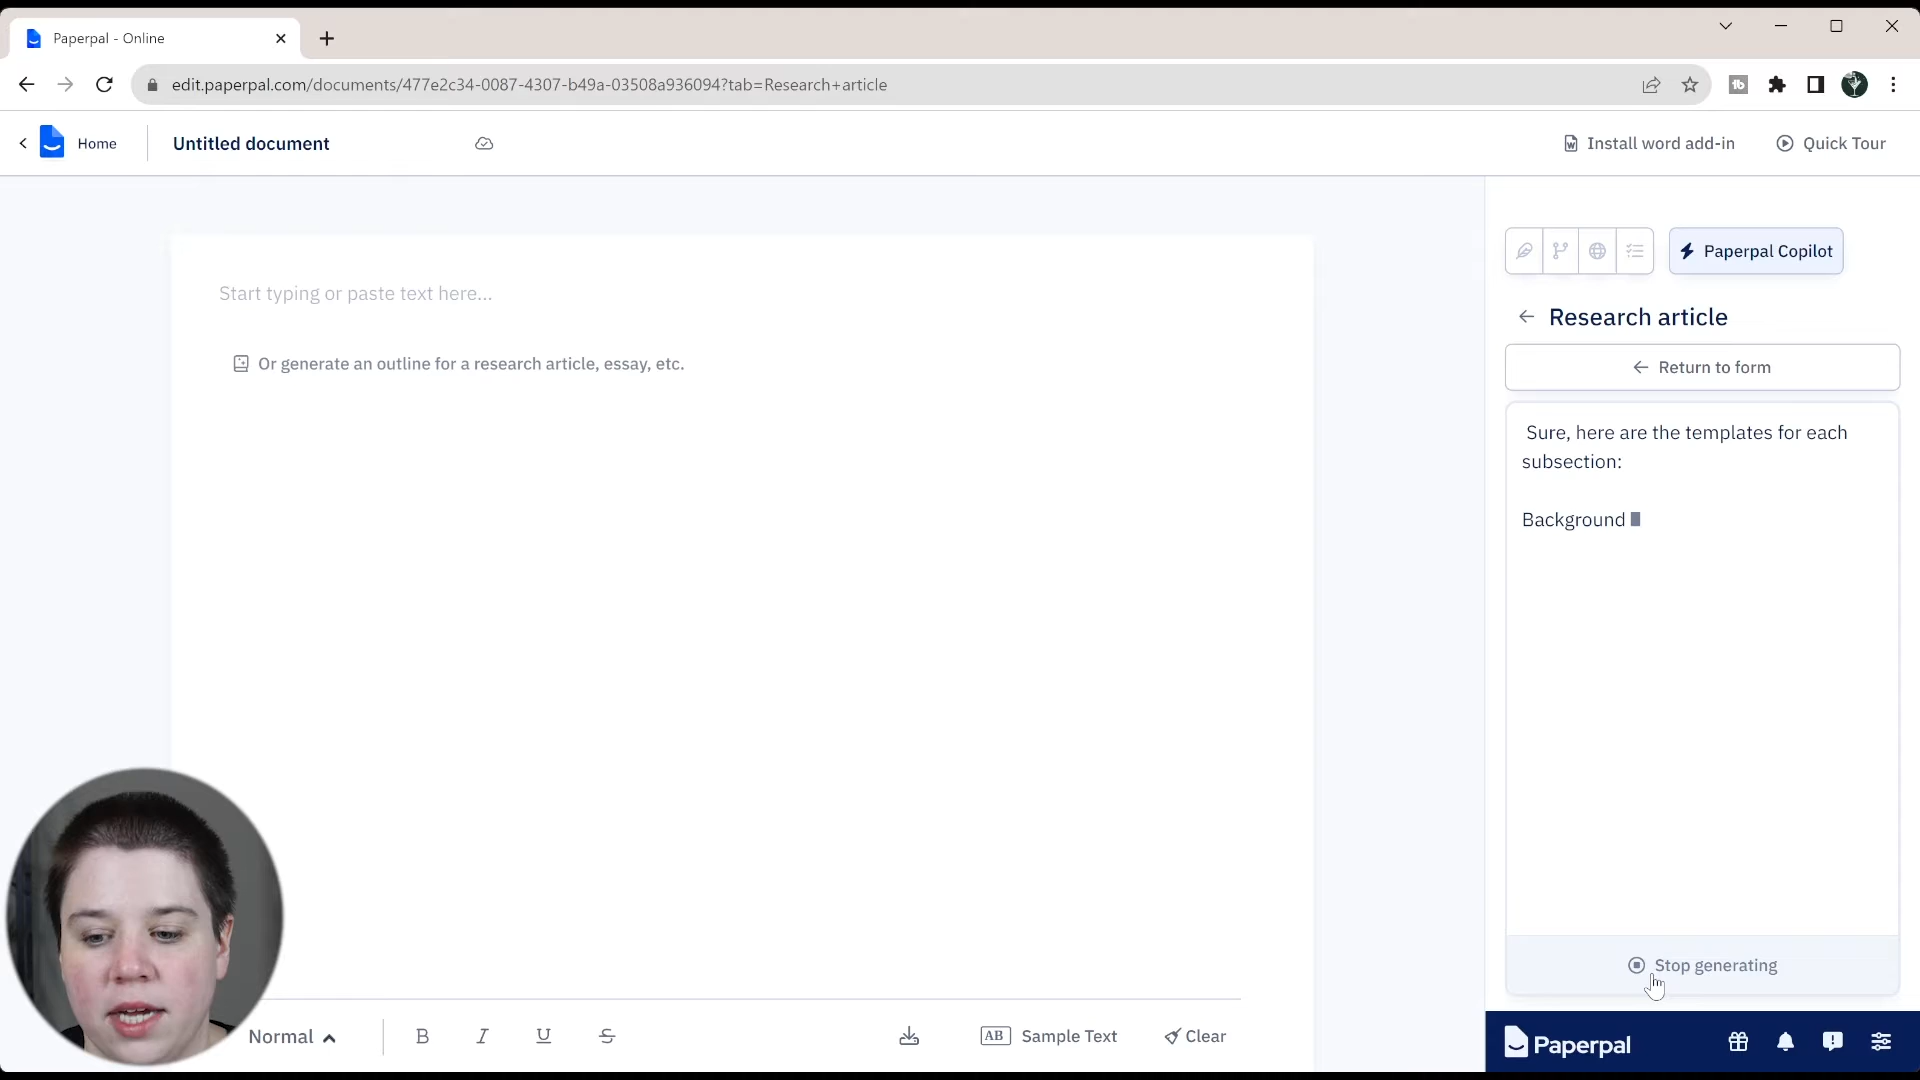 Paperpal - Online
edit.paperpal.com/documents/477e2c34-0087-4307-b49a-03508a936094?tab=Research+article
Home
Untitled document
Install word add-in
Quick Tour
Start typing or paste text here...
Or generate an outline for a research article, essay, etc.
Paperpal Copilot
Research article
Return to form
Sure, here are the templates for each
subsection:
Background
Stop generating
Normal
B I U S
AB Sample Text
Clear
Paperpal